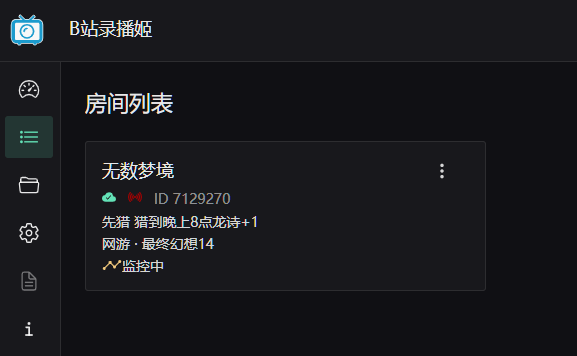 B站录播姬
房间列表
无数梦境
ID 7129270
先猎 猎到晚上8点龙诗+1
网游 · 最终幻想14
监控中